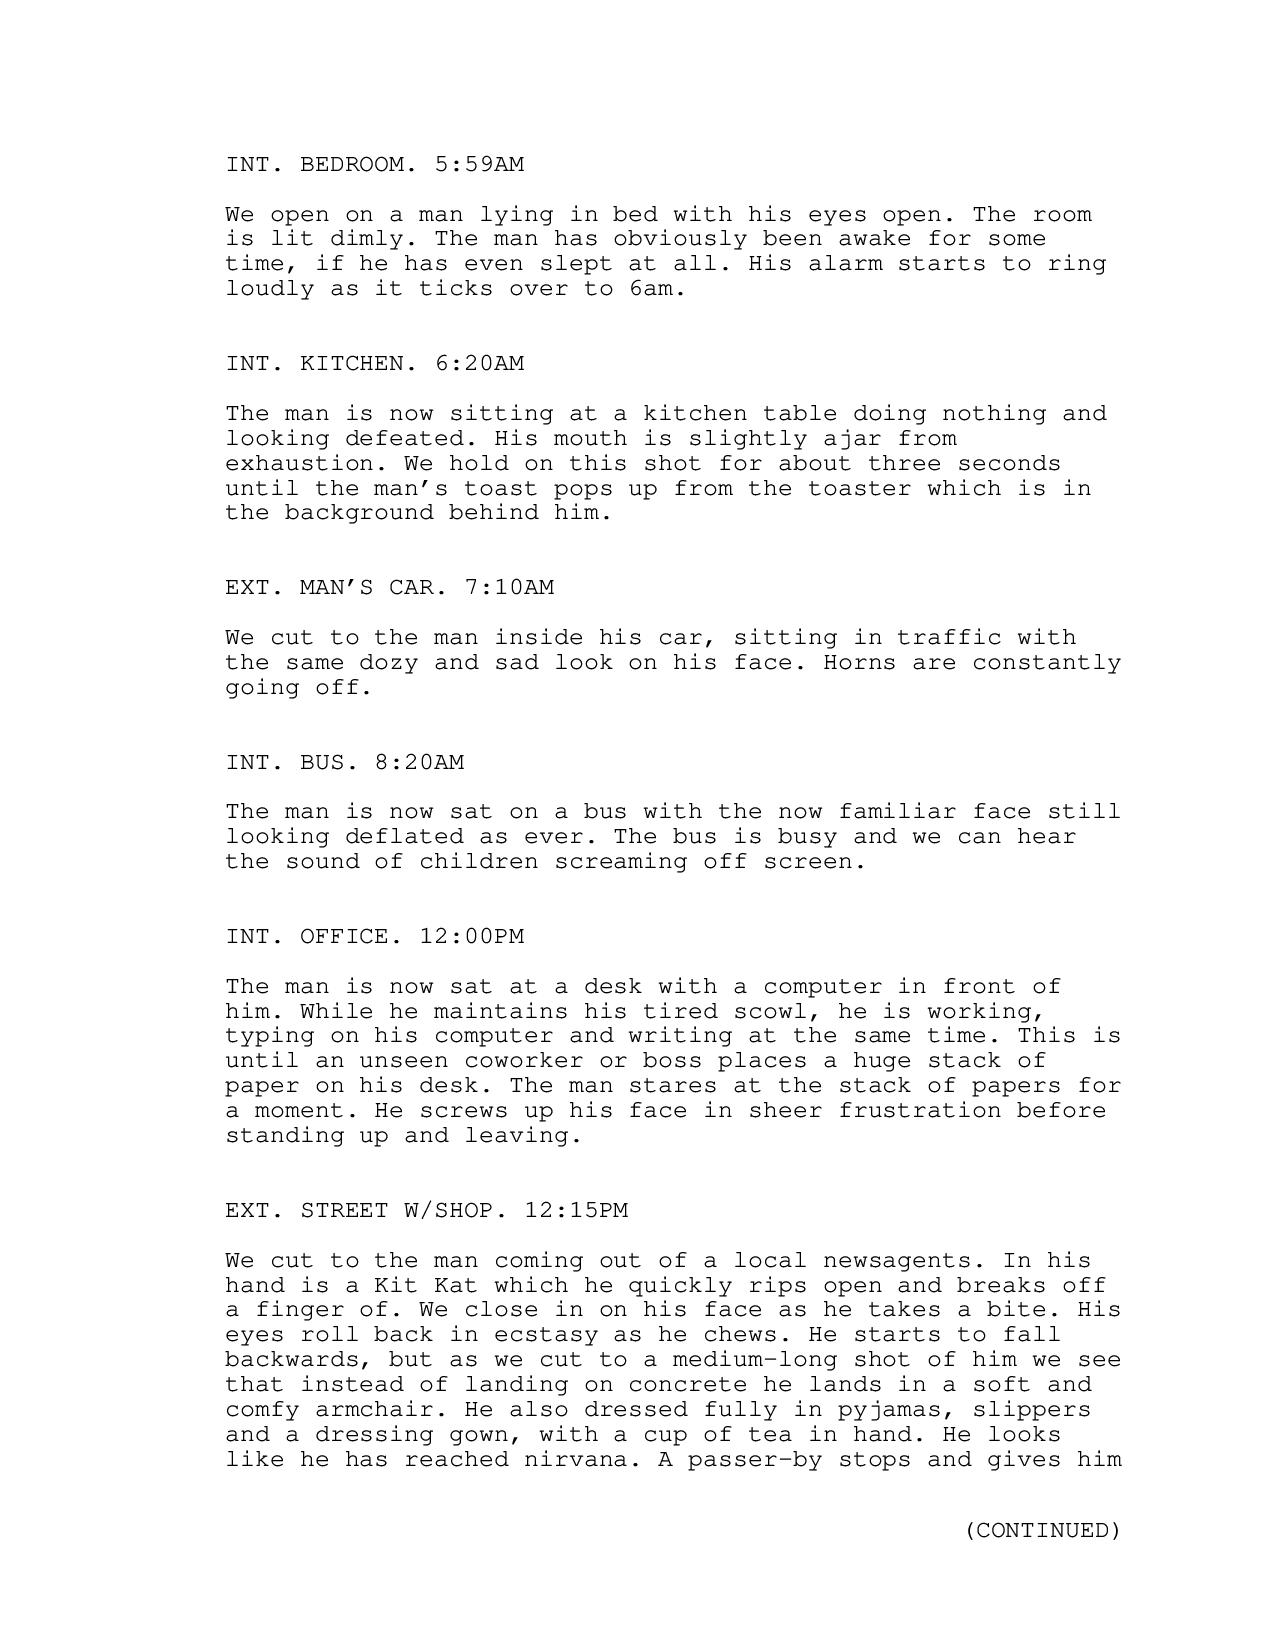 INT. BEDROOM. 5:59AM
We open on a man lying in bed with his eyes open. The room
is lit dimly. The man has obviously been awake for some
time, if he has even slept at all. His alarm starts to ring
loudly as it ticks over to 6am.
INT. KITCHEN. 6:20AM
The man is now sitting at a kitchen table doing nothing and
looking defeated. His mouth is slightly ajar from
exhaustion. We hold on this shot for about three seconds
until the man’s toast pops up from the toaster which is in
the background behind him.
EXT. MAN’S CAR. 7:10AM
We cut to the man inside his car, sitting in traffic with
the same dozy and sad look on his face. Horns are constantly
going off.
INT. BUS. 8:20AM
The man is now sat on a bus with the now familiar face still
looking deflated as ever. The bus is busy and we can hear
the sound of children screaming off screen.
INT. OFFICE. 12:00PM
The man is now sat at a desk with a computer in front of
him. While he maintains his tired scowl, he is working,
typing on his computer and writing at the same time. This is
until an unseen coworker or boss places a huge stack of
paper on his desk. The man stares at the stack of papers for
a moment. He screws up his face in sheer frustration before
standing up and leaving.
EXT. STREET W/SHOP. 12:15PM
We cut to the man coming out of a local newsagents. In his
hand is a Kit Kat which he quickly rips open and breaks off
a finger of. We close in on his face as he takes a bite. His
eyes roll back in ecstasy as he chews. He starts to fall
backwards, but as we cut to a medium-long shot of him we see
that instead of landing on concrete he lands in a soft and
comfy armchair. He also dressed fully in pyjamas, slippers
and a dressing gown, with a cup of tea in hand. He looks
like he has reached nirvana. A passer-by stops and gives him
(CONTINUED)